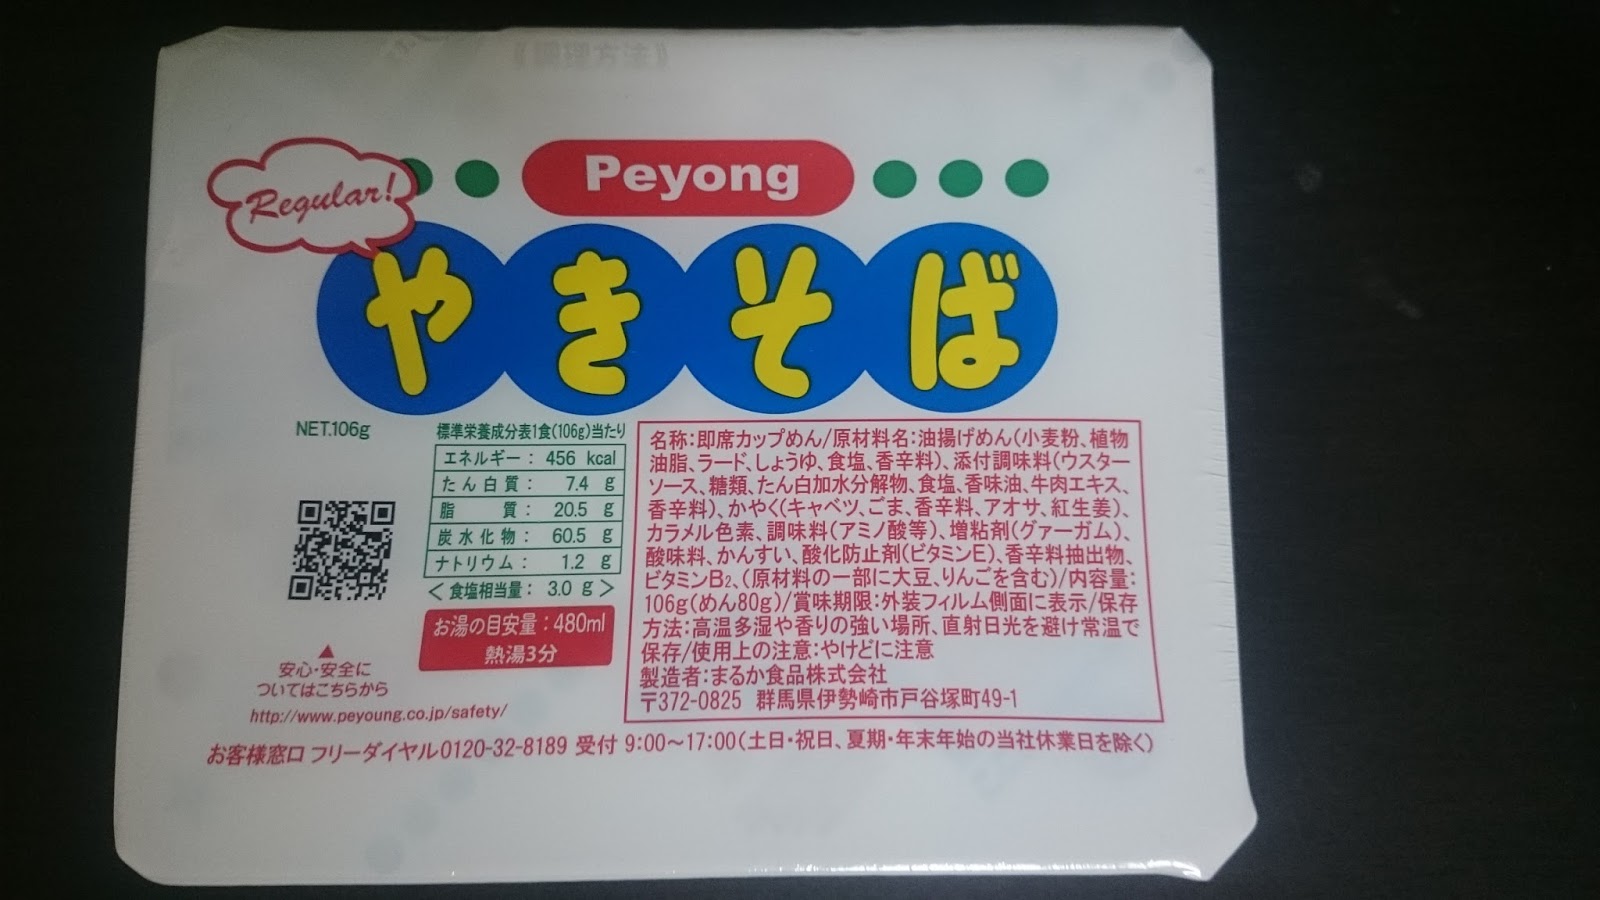 《調理方法》
Peyong
Regular!
やきそば
NET.106g
標準栄養成分表1食(106g)当たり
エネルギー： 456 kcal
たん白質： 7.4 g
脂　　質： 20.5 g
炭水化物： 60.5 g
ナトリウム： 1.2 g
＜食塩相当量： 3.0 g＞
お湯の目安量：480ml
熱湯3分
▲
安心・安全に
ついてはこちらから
http://www.peyoung.co.jp/safety/
名称：即席カップめん/原材料名：油揚げめん(小麦粉、植物
油脂、ラード、しょうゆ、食塩、香辛料)、添付調味料(ウスター
ソース、糖類、たん白加水分解物、食塩、香味油、牛肉エキス、
香辛料)、かやく(キャベツ、ごま、香辛料、アオサ、紅生姜)、
カラメル色素、調味料(アミノ酸等)、増粘剤(グァーガム)、
酸味料、かんすい、酸化防止剤(ビタミンE)、香辛料抽出物、
ビタミンB₂、(原材料の一部に大豆、りんごを含む)/内容量：
106g(めん80g)/賞味期限：外装フィルム側面に表示/保存
方法：高温多湿や香りの強い場所、直射日光を避け常温で
保存/使用上の注意：やけどに注意
製造者：まるか食品株式会社
〒372-0825 群馬県伊勢崎市戸谷塚町49-1
お客様窓口 フリーダイヤル0120-32-8189 受付 9:00〜17:00(土日・祝日、夏期・年末年始の当社休業日を除く)